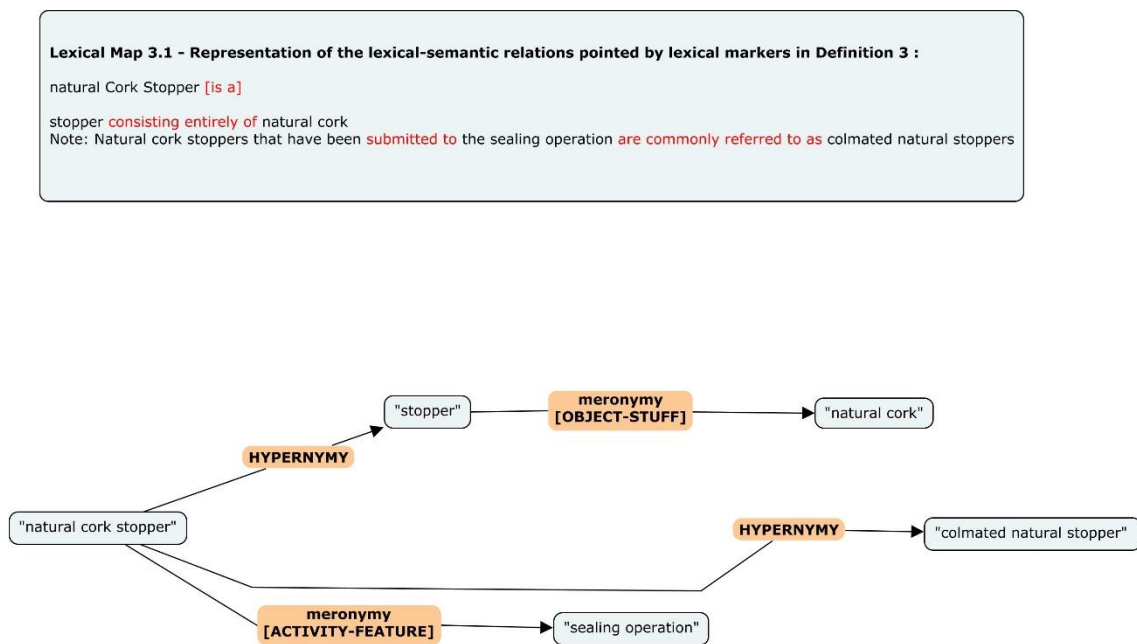 Lexical Map 3.1 - Representation of the lexical-semantic relations pointed by lexical markers in Definition 3 :
natural Cork Stopper [is a]
stopper consisting entirely of natural cork
Note: Natural cork stoppers that have been submitted to the sealing operation are commonly referred to as colmated natural stoppers
meronymy
[OBJECT-STUFF]
"stopper"
"natural cork"
HYPERNYMY
"natural cork stopper"
HYPERNYMY
"colmated natural stopper"
meronymy
[ACTIVITY-FEATURE]
"sealing operation"